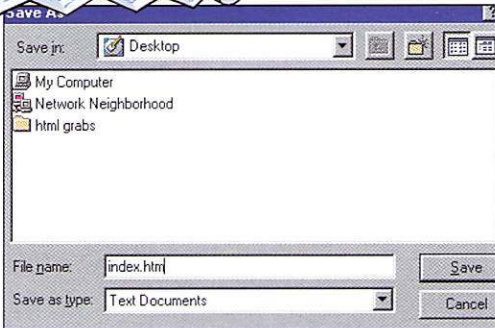 Save As
Save in: Desktop
My Computer
Network Neighborhood
html grabs
File name: index.htm Save
Save as type: Text Documents Cancel